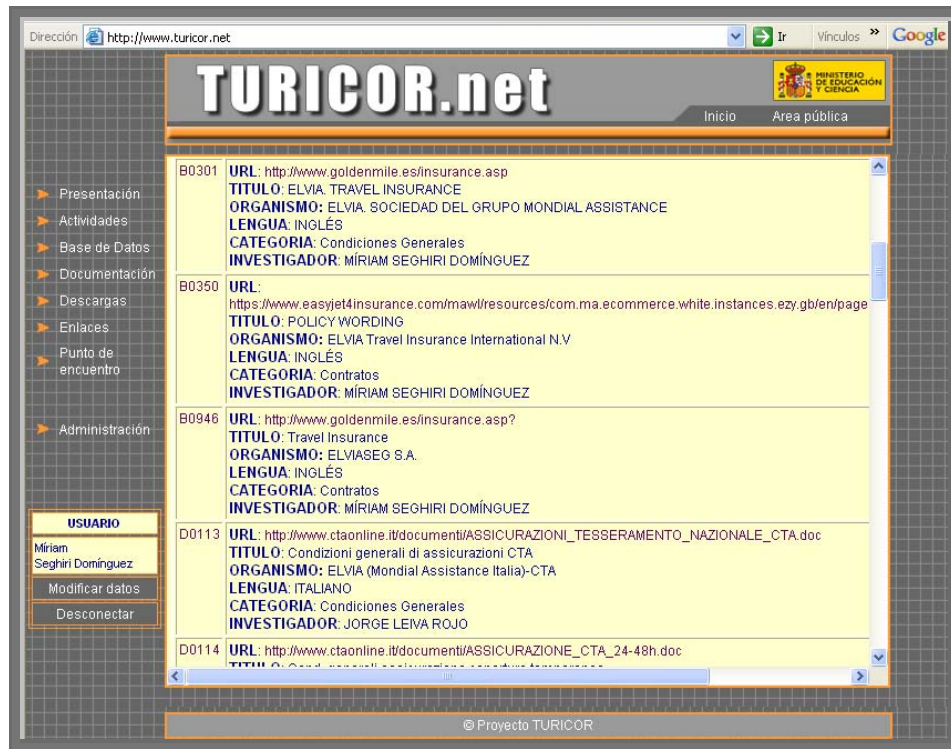 Dirección http://www.turicor.net Ir Vínculos » Google
TURICOR.net
MINISTERIO
DE EDUCACIÓN
Y CIENCIA
Inicio Area pública
Presentación
Actividades
Base de Datos
Documentación
Descargas
Enlaces
Punto de
encuentro
Administración
USUARIO
Míriam
Seghiri Domínguez
Modificar datos
Desconectar
B0301 URL: http://www.goldenmile.es/insurance.asp
TITULO: ELVIA. TRAVEL INSURANCE
ORGANISMO: ELVIA. SOCIEDAD DEL GRUPO MONDIAL ASSISTANCE
LENGUA: INGLÉS
CATEGORIA: Condiciones Generales
INVESTIGADOR: MÍRIAM SEGHIRI DOMÍNGUEZ
B0350 URL:
https://www.easyjet4insurance.com/mawl/resources/com.ma.ecommerce.white.instances.ezy.gb/en/page
TITULO: POLICY WORDING
ORGANISMO: ELVIA Travel Insurance International N.V
LENGUA: INGLÉS
CATEGORIA: Contratos
INVESTIGADOR: MÍRIAM SEGHIRI DOMÍNGUEZ
B0946 URL: http://www.goldenmile.es/insurance.asp?
TITULO: Travel Insurance
ORGANISMO: ELVIASEG S.A.
LENGUA: INGLÉS
CATEGORIA: Contratos
INVESTIGADOR: MÍRIAM SEGHIRI DOMÍNGUEZ
D0113 URL: http://www.ctaonline.it/documenti/ASSICURAZIONI_TESSERAMENTO_NAZIONALE_CTA.doc
TITULO: Condizioni generali di assicurazioni CTA
ORGANISMO: ELVIA (Mondial Assistance Italia)-CTA
LENGUA: ITALIANO
CATEGORIA: Condiciones Generales
INVESTIGADOR: JORGE LEIVA ROJO
D0114 URL: http://www.ctaonline.it/documenti/ASSICURAZIONE_CTA_24-48h.doc
© Proyecto TURICOR